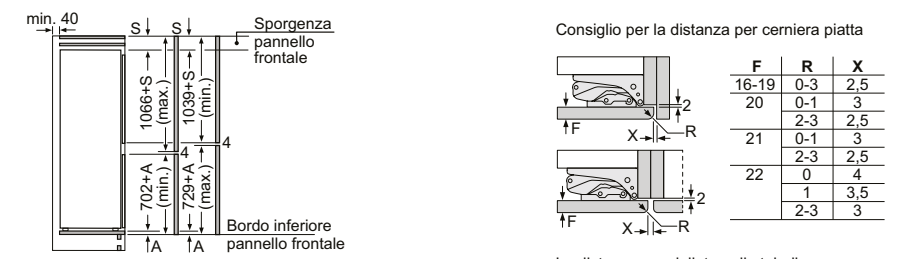 min. 40
S
S
Sporgenza
pannello
frontale
1066+S
(max.)
1039+S
(min.)
4
4
702+A
(min.)
729+A
(max.)
A
A
Bordo inferiore
pannello frontale
Consiglio per la distanza per cerniera piatta
2
F
X
R
2
F
X
R
F R X
16-19 0-3 2,5
20 0-1 3
2-3 2,5
21 0-1 3
2-3 2,5
22 0 4
1 3,5
2-3 3